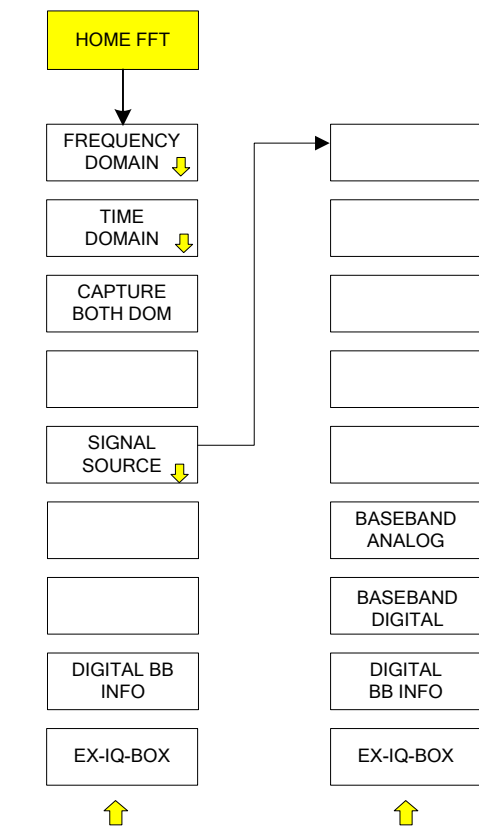 HOME FFT
FREQUENCY
DOMAIN
TIME
DOMAIN
CAPTURE
BOTH DOM
SIGNAL
SOURCE
DIGITAL BB
INFO
EX-IQ-BOX
BASEBAND
ANALOG
BASEBAND
DIGITAL
DIGITAL
BB INFO
EX-IQ-BOX